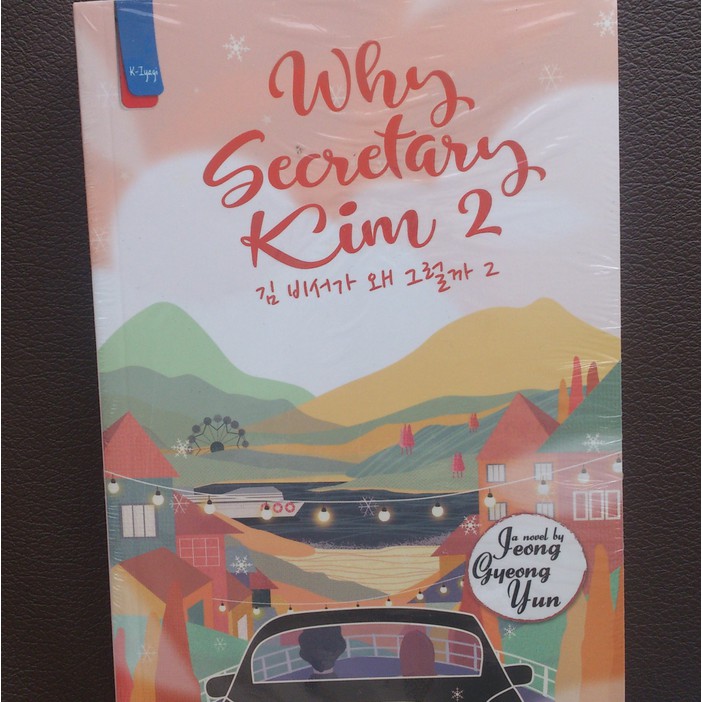 K-Iyagi
Why
Secretary
Kim 2
김 비서가 왜 그럴까 2
a novel by
Jeong
Gyeong
Yun